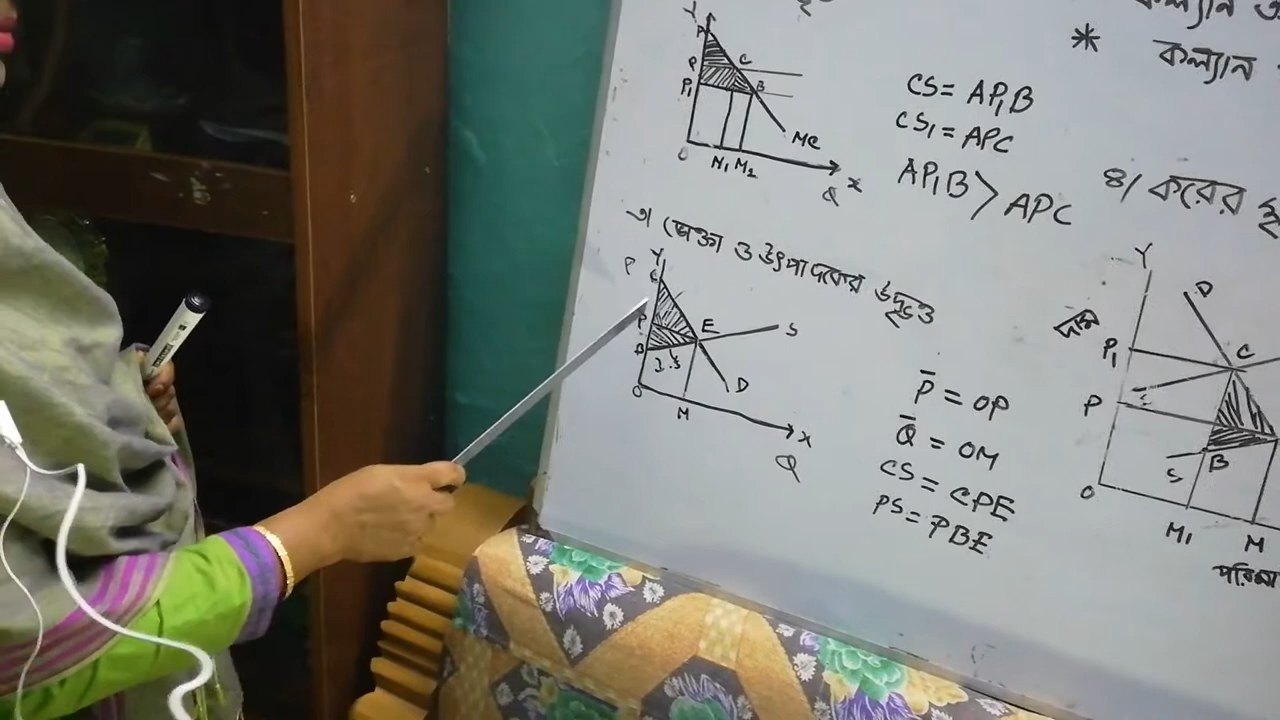 কল্যান
* কল্যান
Y
P
C
P₁
B
MC
O
N₁ M₂
Q X
CS = AP₁B
CS₁ = APC
AP₁B > APC
৩। ভোক্তা ও উৎপাদকের উদ্বৃত্ত
P Y
C
P
E
S
B
D
O
M
X
Q
P̄ = OP
Q̄ = OM
CS = CPE
PS = PBE
৪। করের
Y
D
দাম
P₁
C
P
E
S
B
O
M₁ M